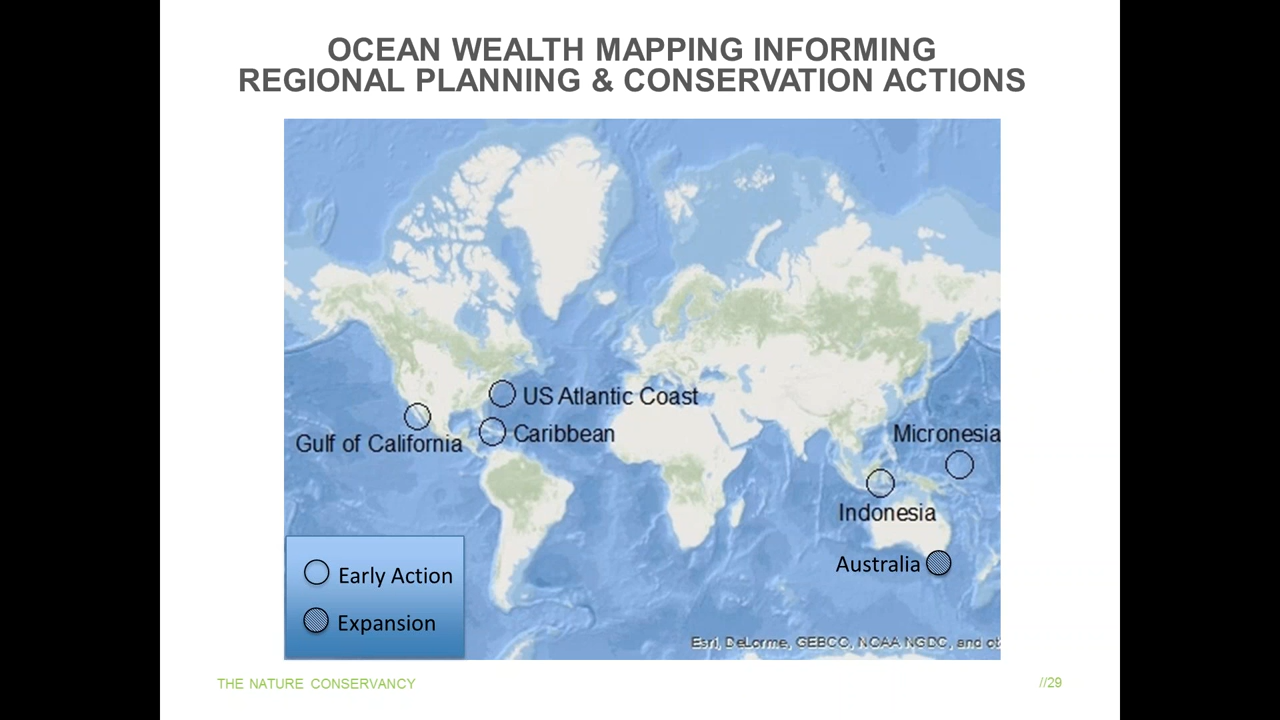 OCEAN WEALTH MAPPING INFORMING
REGIONAL PLANNING & CONSERVATION ACTIONS
US Atlantic Coast
Caribbean
Gulf of California
Micronesia
Indonesia
Australia
Early Action
Expansion
Esri, DeLorme, GEBCO, NOAA NGDC, and ot
THE NATURE CONSERVANCY
//29